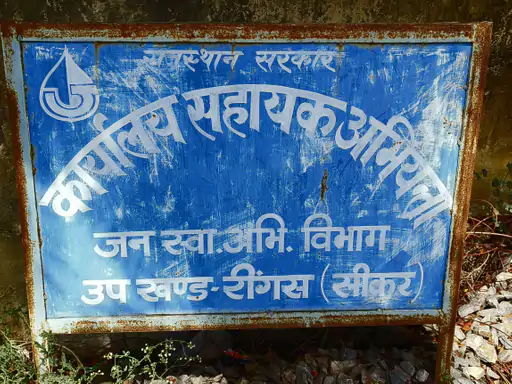 राजस्थान सरकार
कार्यालय सहायक अभियन्ता
जन स्वा. अभि. विभाग
उप खण्ड-रींगस (सीकर)